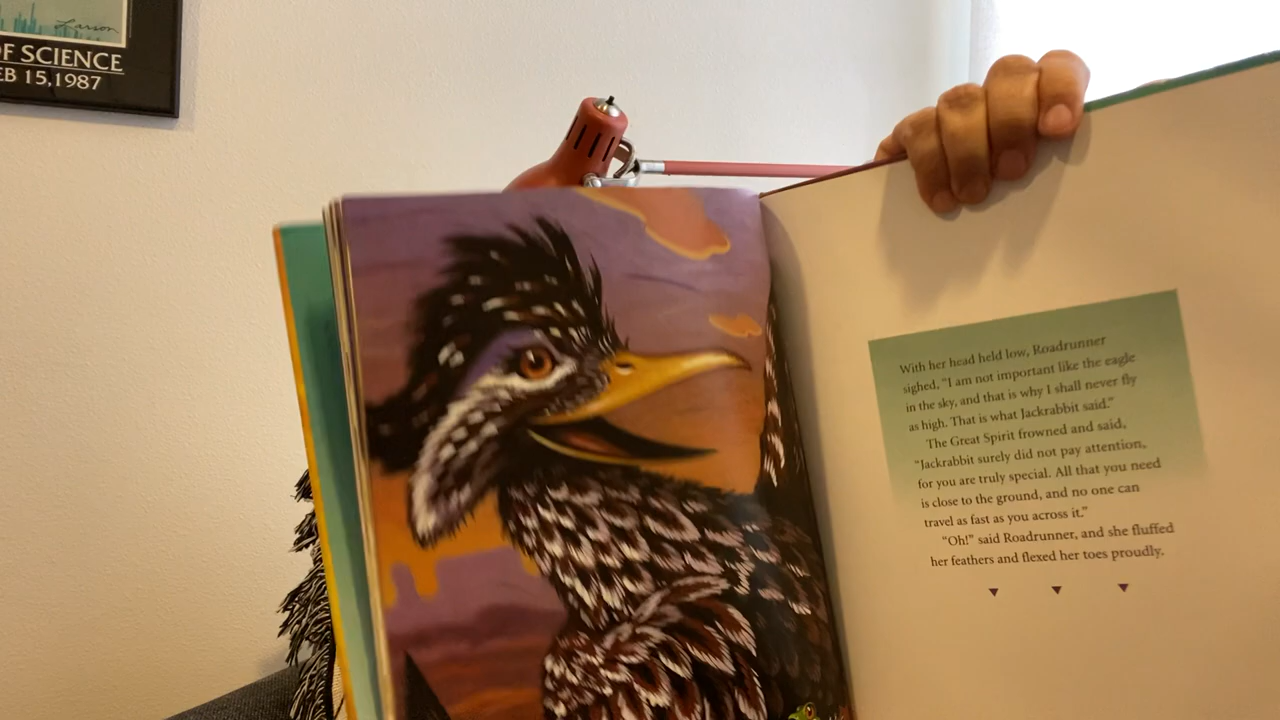 Larson
OF SCIENCE
EB 15, 1987
With her head held low, Roadrunner
sighed, "I am not important like the eagle
in the sky, and that is why I shall never fly
as high. That is what Jackrabbit said."
The Great Spirit frowned and said,
"Jackrabbit surely did not pay attention,
for you are truly special. All that you need
is close to the ground, and no one can
travel as fast as you across it."
"Oh!" said Roadrunner, and she fluffed
her feathers and flexed her toes proudly.